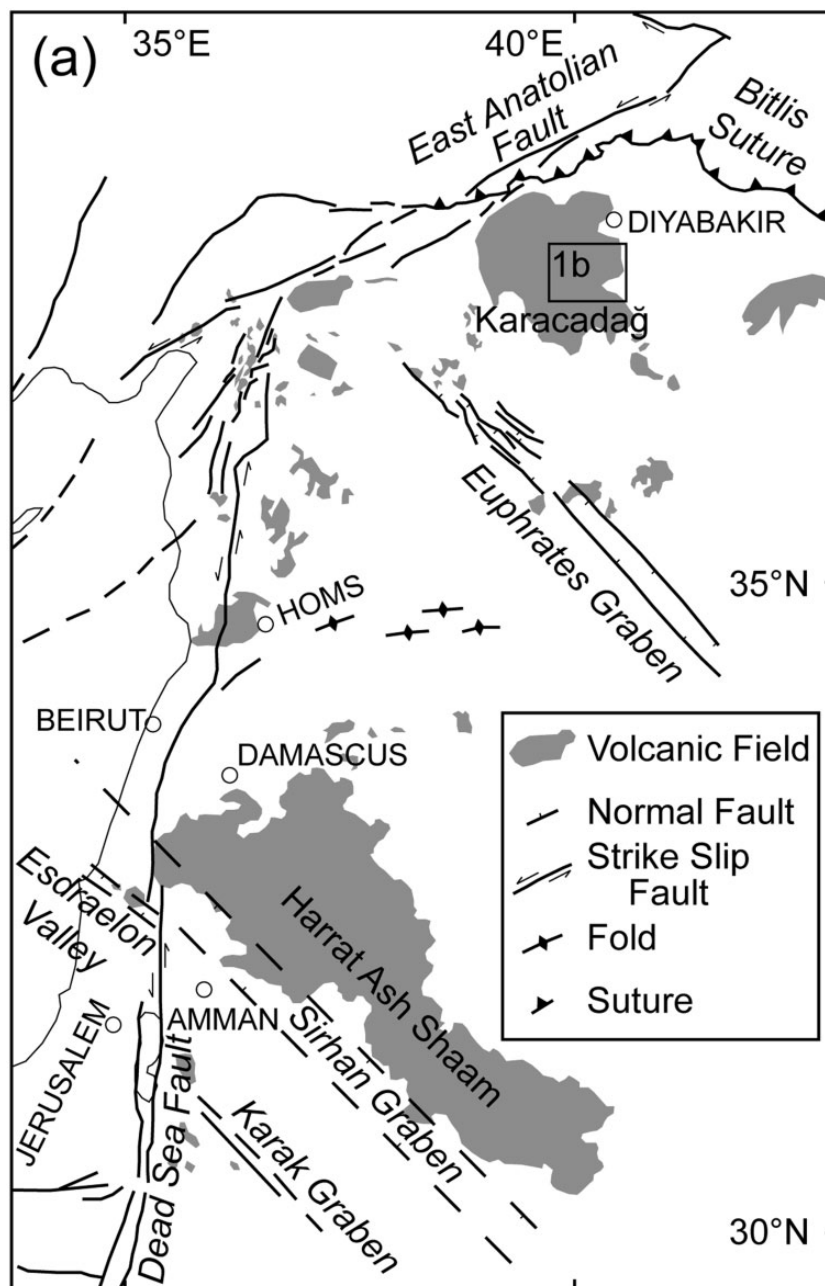 (a)
35°E
40°E
East Anatolian
Fault
Bitlis
Suture
DIYABAKIR
1b
Karacadağ
Euphrates Graben
35°N
HOMS
BEIRUT
DAMASCUS
Volcanic Field
Normal Fault
Strike Slip
Fault
Fold
Suture
Esdraelon
Valley
Harrat Ash Shaam
AMMAN
Sirhan Graben
JERUSALEM
Dead Sea Fault
Karak Graben
30°N